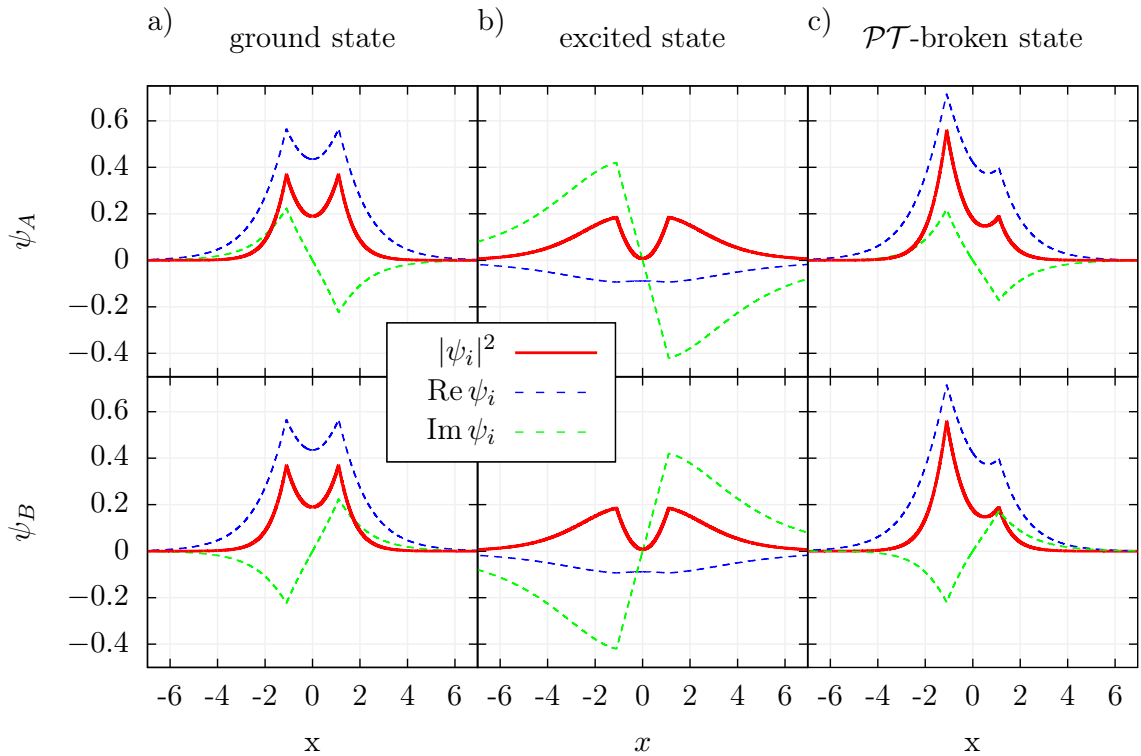 a) b) c)
ground state excited state 𝒫𝒯-broken state
ψ_A
0.6
0.4
0.2
0
−0.2
−0.4
|ψ_i|²
Re ψ_i
Im ψ_i
ψ_B
0.6
0.4
0.2
0
−0.2
−0.4
-6 -4 -2 0 2 4 6 -6 -4 -2 0 2 4 6 -6 -4 -2 0 2 4 6
x x x